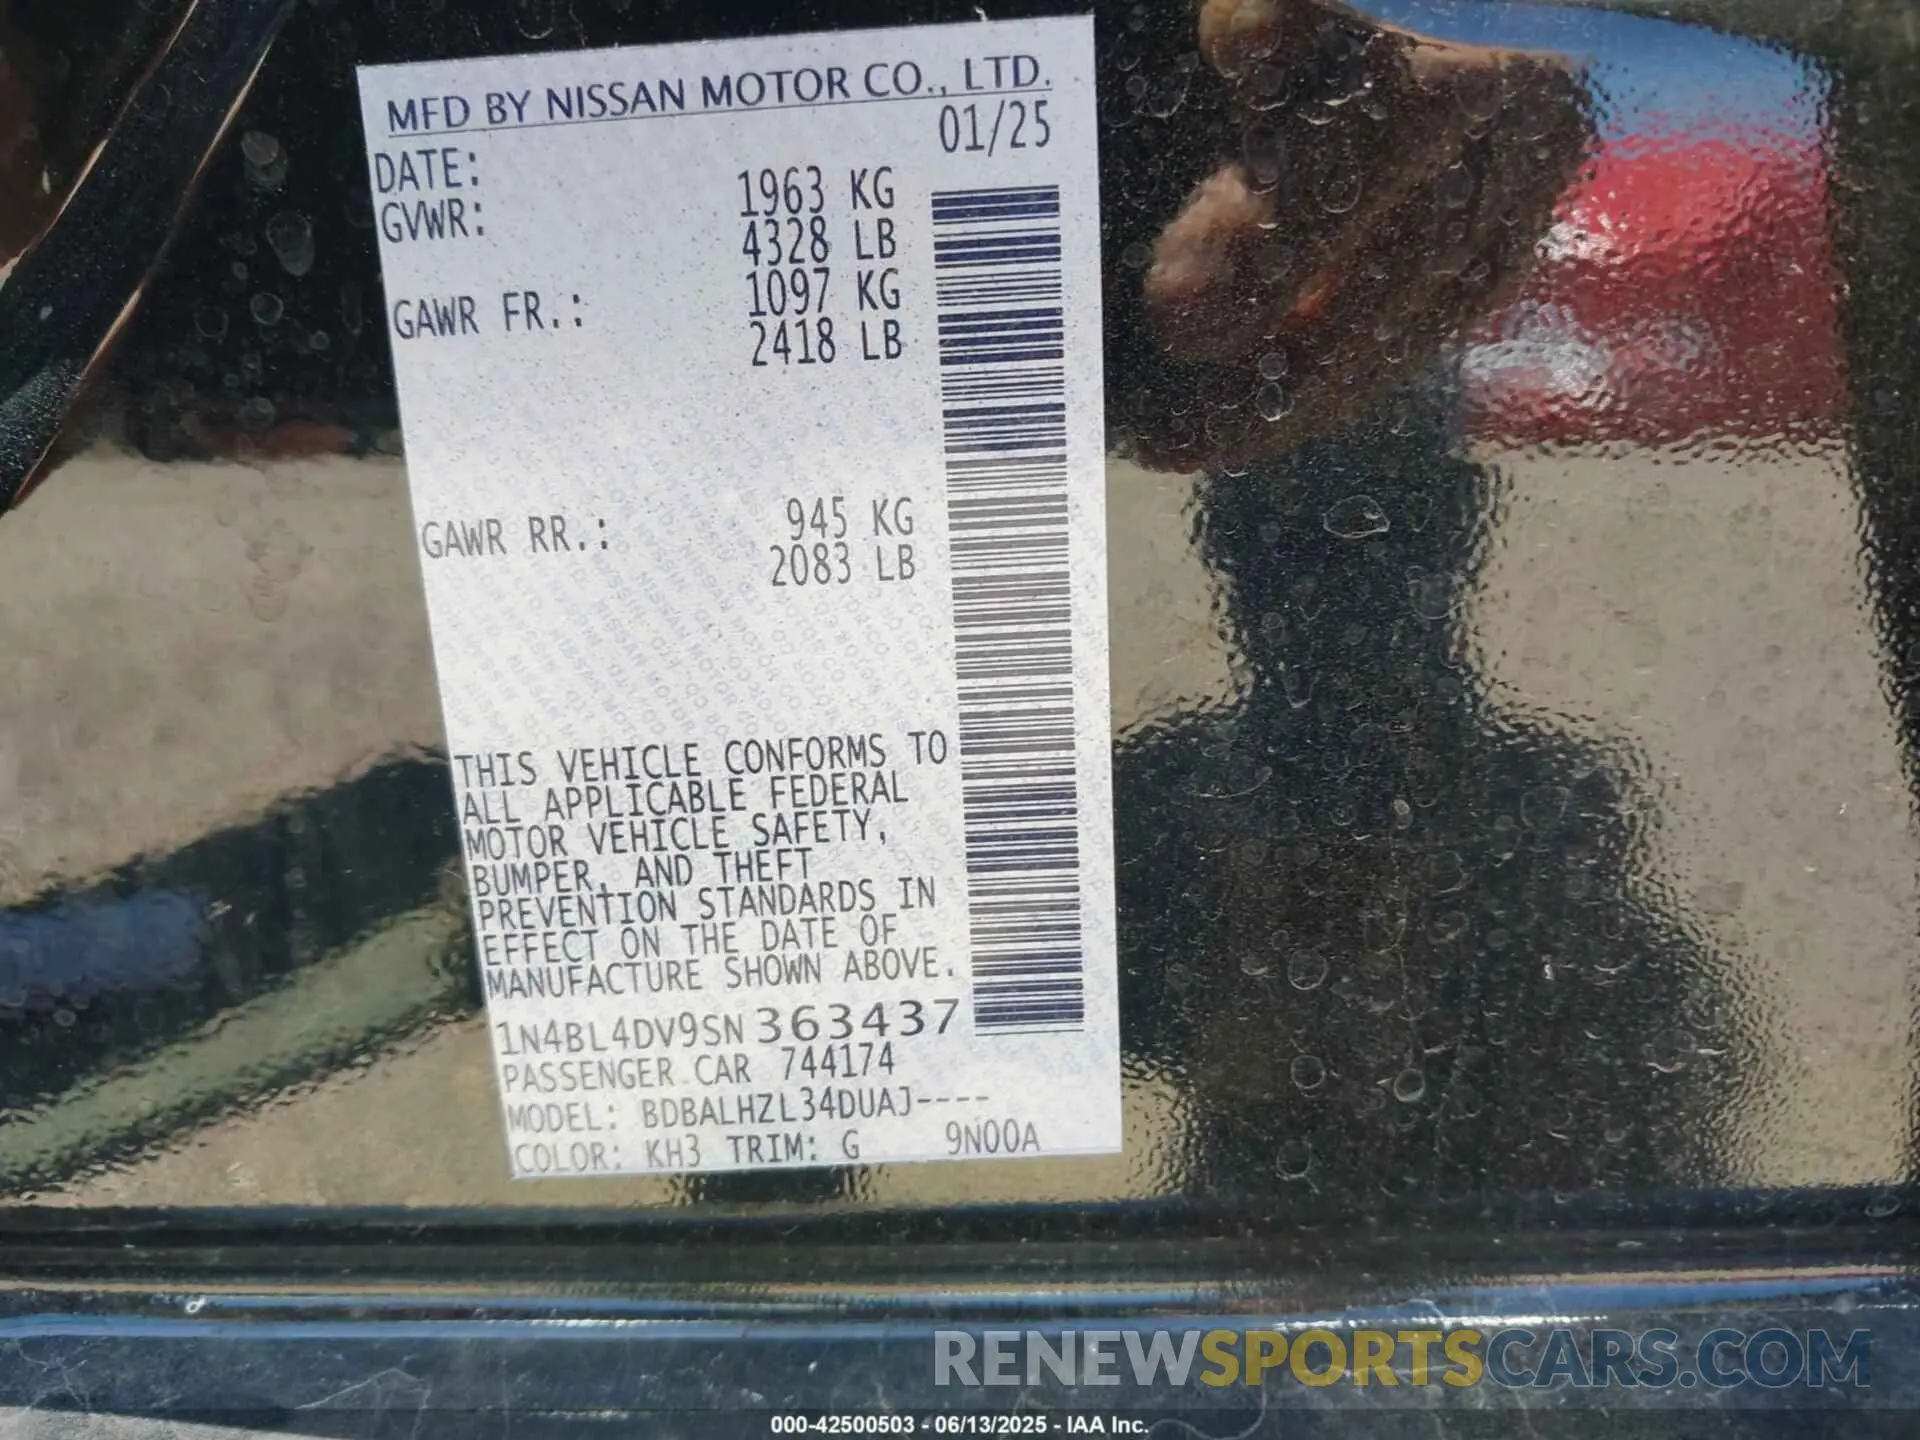 MFD BY NISSAN MOTOR CO., LTD.
DATE: 01/25
GVWR: 1963 KG
4328 LB
GAWR FR.: 1097 KG
2418 LB
GAWR RR.: 945 KG
2083 LB
THIS VEHICLE CONFORMS TO
ALL APPLICABLE FEDERAL
MOTOR VEHICLE SAFETY,
BUMPER, AND THEFT
PREVENTION STANDARDS IN
EFFECT ON THE DATE OF
MANUFACTURE SHOWN ABOVE.
1N4BL4DV9SN363437
PASSENGER CAR 744174
MODEL: BDBALHZL34DUAJ----
COLOR: KH3 TRIM: G 9N00A
RENEWSPORTSCARS.COM
000-42500503 - 06/13/2025 - IAA Inc.